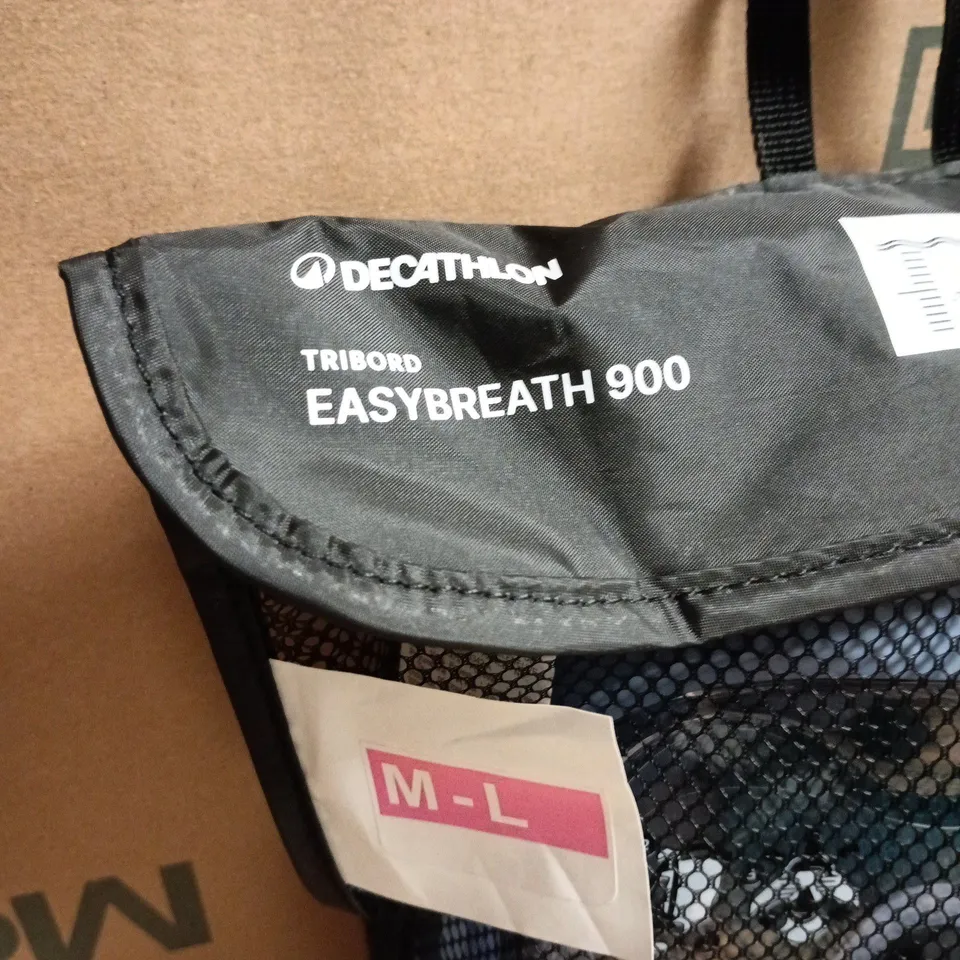 DECATHLON
TRIBORD
EASYBREATH 900
M - L